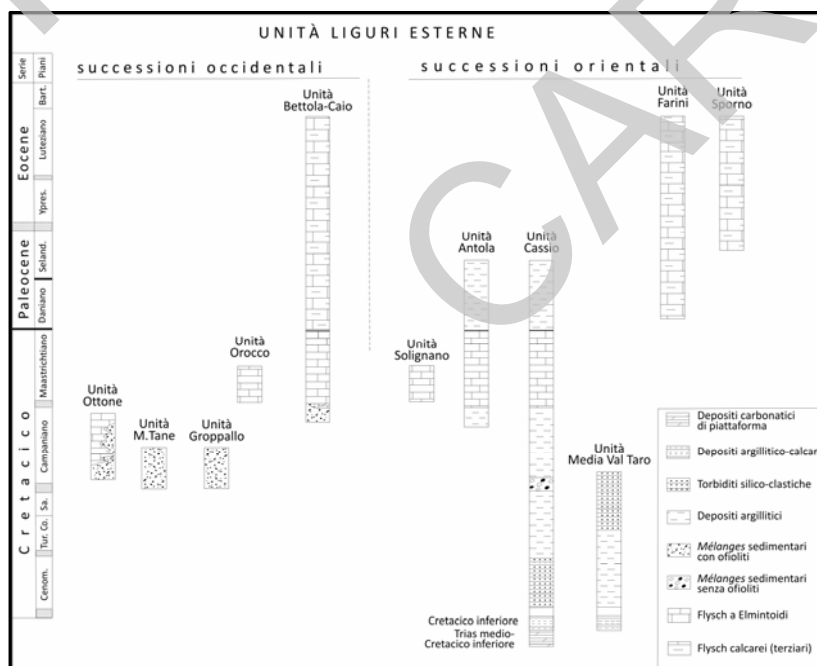 UNITÀ LIGURI ESTERNE
successioni occidentali
successioni orientali
Serie
Piani
Eocene
Paleocene
Cretacico
Bart.
Luteziano
Ypres.
Seland.
Daniano
Maastrichtiano
Campaniano
Sa.
Tur. Co.
Cenom.
Unità
Bettola-Caio
Unità
Farini
Unità
Sporno
Unità
Antola
Unità
Cassio
Unità
Orocco
Unità
Solignano
Unità
Ottone
Unità
M.Tane
Unità
Groppallo
Unità
Media Val Taro
Cretacico inferiore
Trias medio-
Cretacico inferiore
Depositi carbonatici
di piattaforma
Depositi argillitico-calcar
Torbiditi silico-clastiche
Depositi argillitici
Mélanges sedimentari
con ofioliti
Mélanges sedimentari
senza ofioliti
Flysch a Elmintoidi
Flysch calcarei (terziari)
CAR